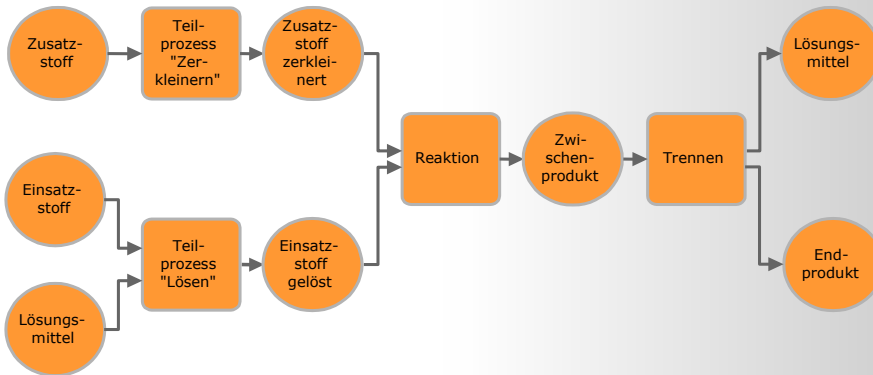 Zusatz-
stoff
Teil-
prozess
"Zer-
kleinern"
Zusatz-
stoff
zerklei-
nert
Lösungs-
mittel
Reaktion
Zwi-
schen-
produkt
Trennen
Einsatz-
stoff
Teil-
prozess
"Lösen"
Einsatz-
stoff
gelöst
End-
produkt
Lösungs-
mittel